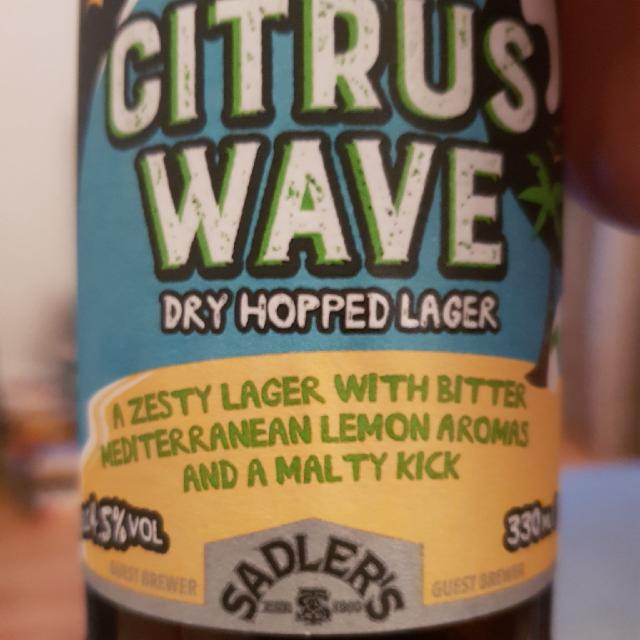 CITRUS
WAVE
DRY HOPPED LAGER
A ZESTY LAGER WITH BITTER
MEDITERRANEAN LEMON AROMAS
AND A MALTY KICK
4.5%VOL
330
GUEST BREWER
SADLER'S
GUEST BREWER